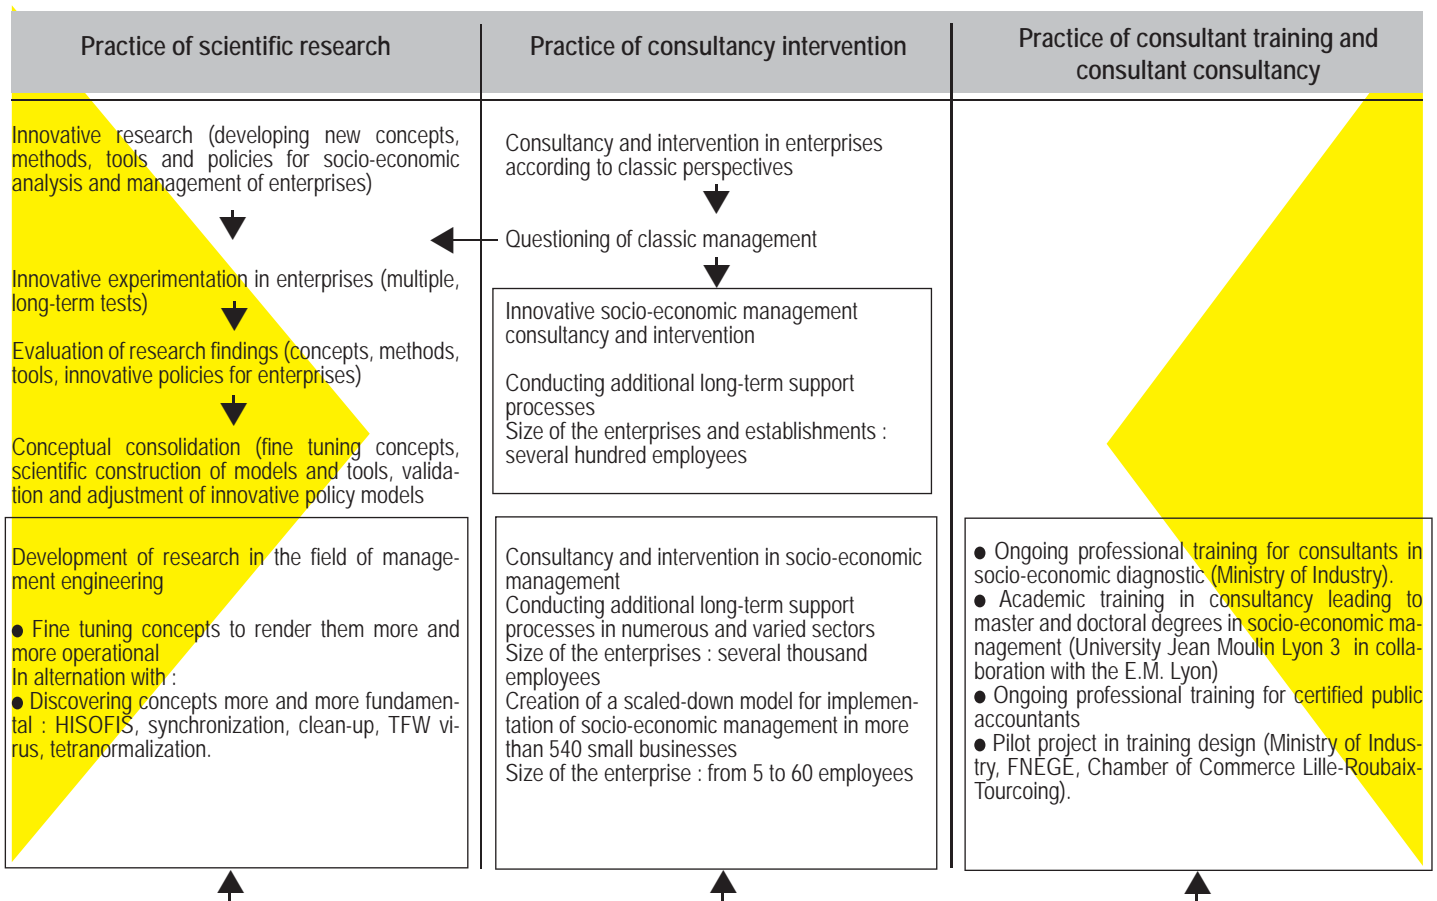 Practice of scientific research
Innovative research (developing new concepts,
methods, tools and policies for socio-economic
analysis and management of enterprises)
Innovative experimentation in enterprises (multiple,
long-term tests)
Evaluation of research findings (concepts, methods,
tools, innovative policies for enterprises)
Conceptual consolidation (fine tuning concepts,
scientific construction of models and tools, valida-
tion and adjustment of innovative policy models
Development of research in the field of manage-
ment engineering
● Fine tuning concepts to render them more and
more operational
In alternation with :
● Discovering concepts more and more fundamen-
tal : HISOFIS, synchronization, clean-up, TFW vi-
rus, tetranormalization.
Practice of consultancy intervention
Consultancy and intervention in enterprises
according to classic perspectives
Questioning of classic management
Innovative socio-economic management
consultancy and intervention
Conducting additional long-term support
processes
Size of the enterprises and establishments :
several hundred employees
Consultancy and intervention in socio-economic
management
Conducting additional long-term support
processes in numerous and varied sectors
Size of the enterprises : several thousand
employees
Creation of a scaled-down model for implemen-
tation of socio-economic management in more
than 540 small businesses
Size of the enterprise : from 5 to 60 employees
Practice of consultant training and
consultant consultancy
● Ongoing professional training for consultants in
socio-economic diagnostic (Ministry of Industry).
● Academic training in consultancy leading to
master and doctoral degrees in socio-economic ma-
nagement (University Jean Moulin Lyon 3 in colla-
boration with the E.M. Lyon)
● Ongoing professional training for certified public
accountants
● Pilot project in training design (Ministry of Indus-
try, FNEGE, Chamber of Commerce Lille-Roubaix-
Tourcoing).